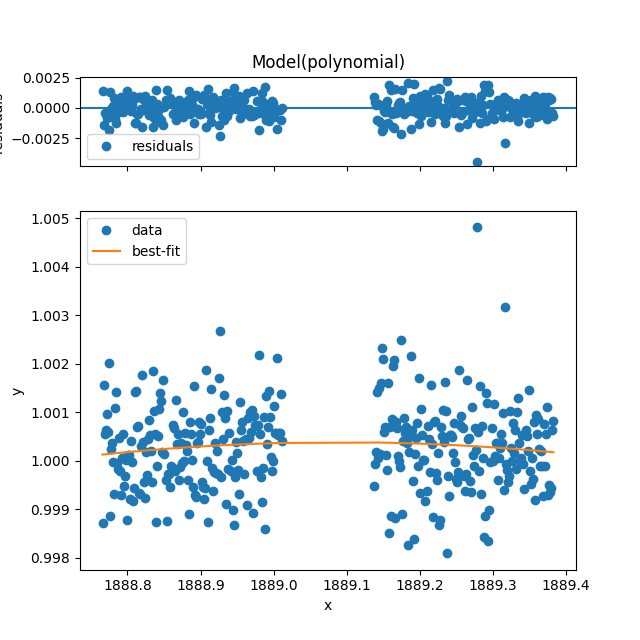 Model(polynomial)
0.0025
0.0000
−0.0025
residuals
residuals
1.005
1.004
1.003
1.002
1.001
1.000
0.999
0.998
data
best-fit
y
1888.8 1888.9 1889.0 1889.1 1889.2 1889.3 1889.4
x